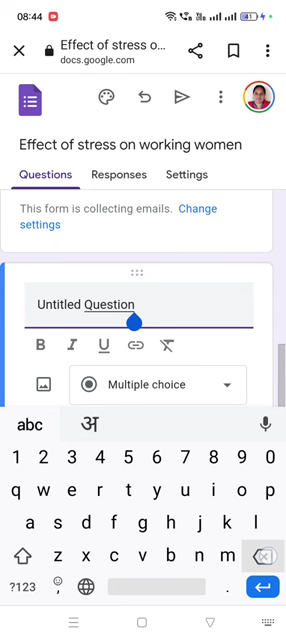 08:44
41
Effect of stress o...
docs.google.com
Effect of stress on working women
Questions Responses Settings
This form is collecting emails. Change
settings
Untitled Question
B I U
Multiple choice
abc अ
1 2 3 4 5 6 7 8 9 0
q w e r t y u i o p
a s d f g h j k l
z x c v b n m
?123 , .